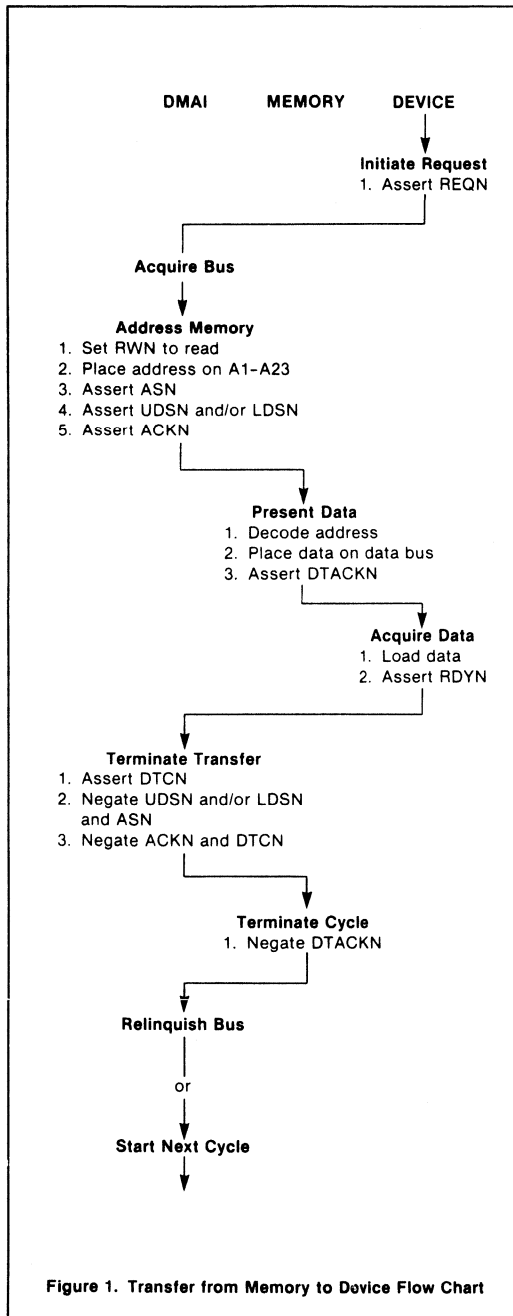 DMAI MEMORY DEVICE
Initiate Request
1. Assert REQN
Acquire Bus
Address Memory
1. Set RWN to read
2. Place address on A1–A23
3. Assert ASN
4. Assert UDSN and/or LDSN
5. Assert ACKN
Present Data
1. Decode address
2. Place data on data bus
3. Assert DTACKN
Acquire Data
1. Load data
2. Assert RDYN
Terminate Transfer
1. Assert DTCN
2. Negate UDSN and/or LDSN
and ASN
3. Negate ACKN and DTCN
Terminate Cycle
1. Negate DTACKN
Relinquish Bus
or
Start Next Cycle
Figure 1. Transfer from Memory to Device Flow Chart